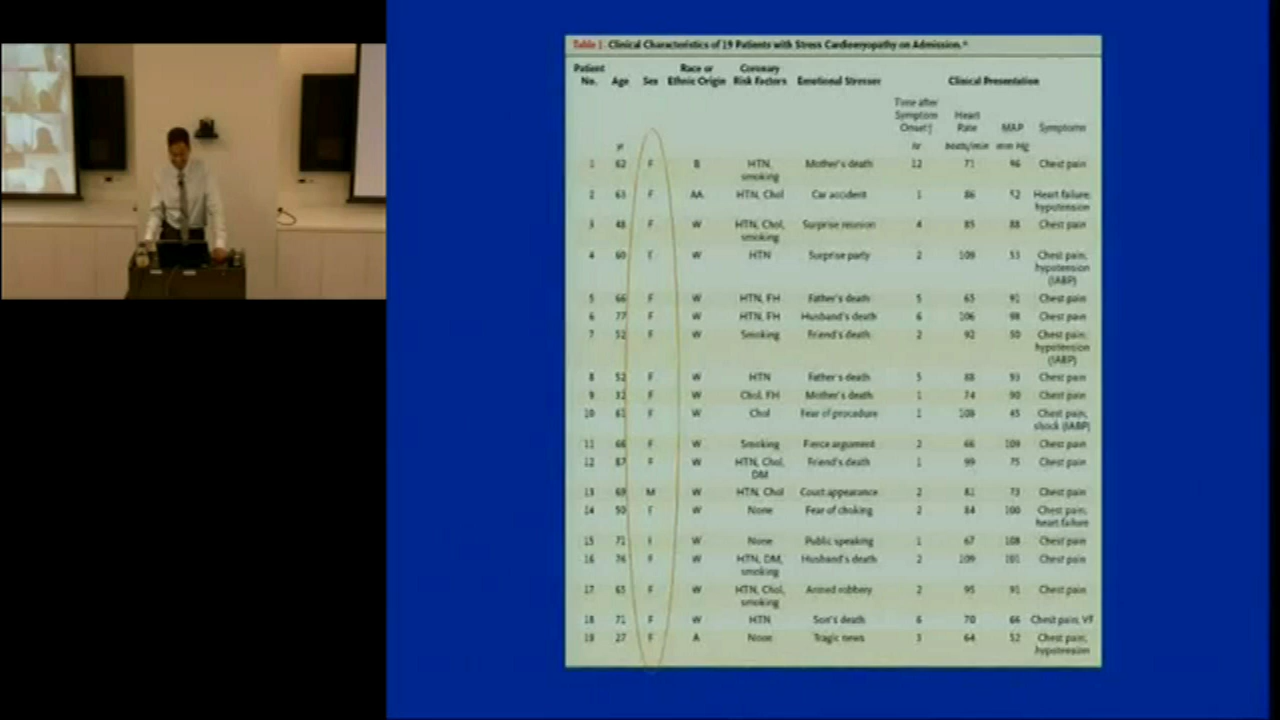 Table 1. Clinical Characteristics of 19 Patients with Stress Cardiomyopathy on Admission.*
Patient No. Age Sex Race or Ethnic Origin Coronary Risk Factors Emotional Stressor Clinical Presentation
Time after Symptom Onset† Heart Rate MAP Symptoms
yr hr beats/min mm Hg
1 62 F B HTN, smoking Mother's death 12 71 96 Chest pain
2 63 F AA HTN, Chol Car accident 1 86 52 Heart failure, hypotension
3 48 F W HTN, Chol, smoking Surprise reunion 4 85 88 Chest pain
4 60 F W HTN Surprise party 2 108 53 Chest pain, hypotension (IABP)
5 66 F W HTN, FH Father's death 5 65 91 Chest pain
6 77 F W HTN, FH Husband's death 6 106 98 Chest pain
7 52 F W Smoking Friend's death 2 92 50 Chest pain, hypotension (IABP)
8 52 F W HTN Father's death 5 88 93 Chest pain
9 32 F W Chol, FH Mother's death 1 74 90 Chest pain
10 61 F W Chol Fear of procedure 1 108 45 Chest pain, shock (IABP)
11 66 F W Smoking Fierce argument 2 66 109 Chest pain
12 87 F W HTN, Chol, DM Friend's death 1 99 75 Chest pain
13 69 M W HTN, Chol Court appearance 2 81 73 Chest pain
14 50 F W None Fear of choking 2 84 100 Chest pain, heart failure
15 71 F W None Public speaking 1 67 108 Chest pain
16 76 F W HTN, DM, smoking Husband's death 2 109 101 Chest pain
17 65 F W HTN, Chol, smoking Armed robbery 2 95 91 Chest pain
18 71 F W HTN Son's death 6 70 66 Chest pain, VF
19 27 F A None Tragic news 3 64 52 Chest pain, hypotension